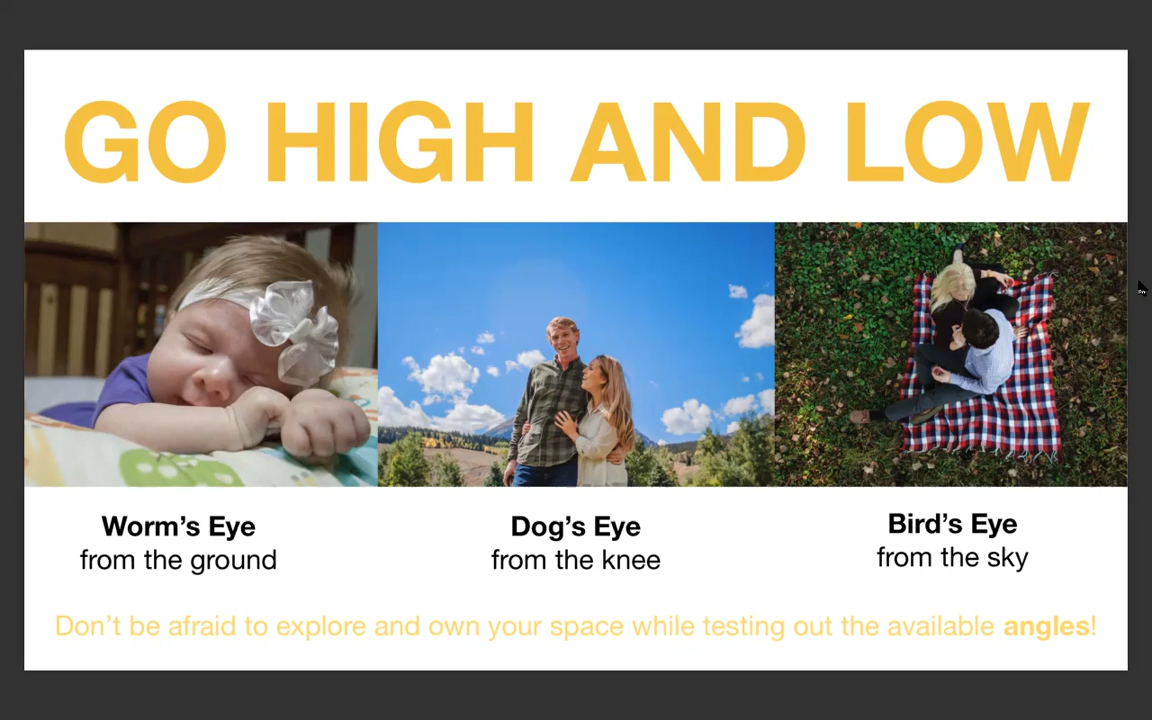 GO HIGH AND LOW
Worm's Eye
from the ground
Dog's Eye
from the knee
Bird's Eye
from the sky
Don't be afraid to explore and own your space while testing out the available angles!